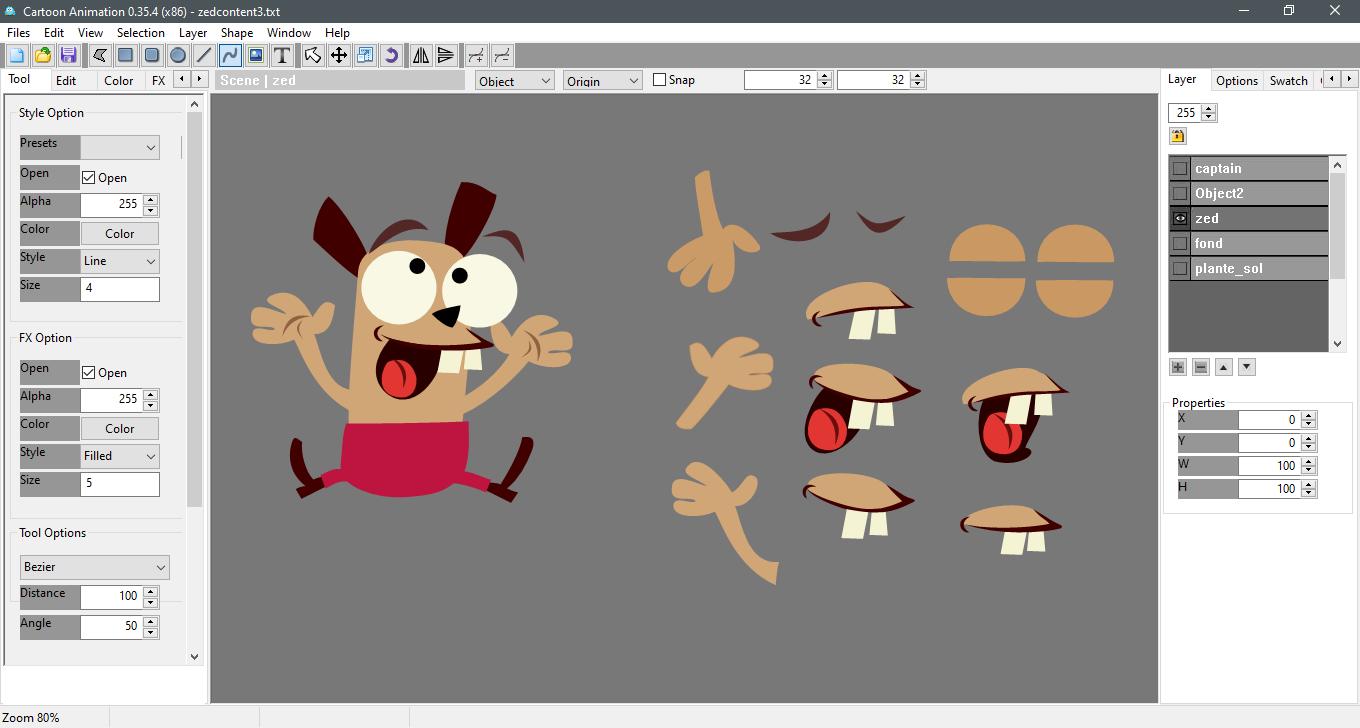 Cartoon Animation 0.35.4 (x86) - zedcontent3.txt
Files Edit View Selection Layer Shape Window Help
Tool Edit Color FX
Scene | zed
Object
Origin
Snap
32
32
Layer Options Swatch
Style Option
Presets
Open Open
Alpha 255
Color Color
Style Line
Size 4
FX Option
Open Open
Alpha 255
Color Color
Style Filled
Size 5
Tool Options
Bezier
Distance 100
Angle 50
255
captain
Object2
zed
fond
plante_sol
Properties
X 0
Y 0
W 100
H 100
Zoom 80%